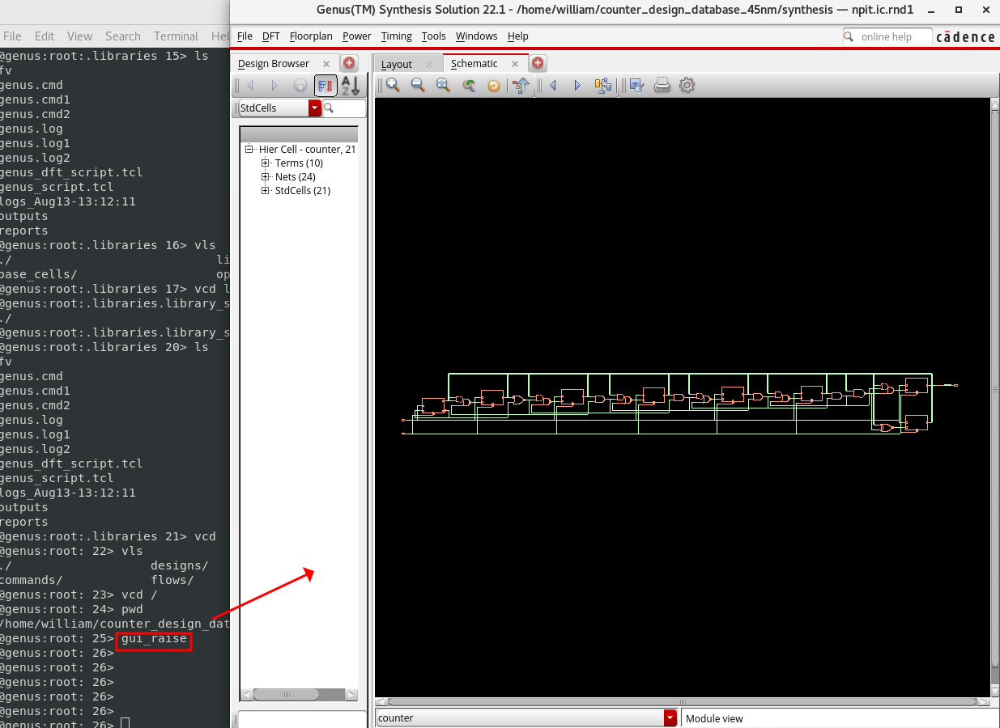 Genus(TM) Synthesis Solution 22.1 - /home/william/counter_design_database_45nm/synthesis — npit.ic.rnd1
File Edit View Search Terminal Hel
@genus:root:.libraries 15> ls
fv
genus.cmd
genus.cmd1
genus.cmd2
genus.log
genus.log1
genus.log2
genus_dft_script.tcl
genus_script.tcl
logs_Aug13-13:12:11
outputs
reports
@genus:root:.libraries 16> vls
./ li
base_cells/ op
@genus:root:.libraries 17> vcd l
@genus:root:.libraries.library_s
./
@genus:root:.libraries.library_s
@genus:root:.libraries 20> ls
fv
genus.cmd
genus.cmd1
genus.cmd2
genus.log
genus.log1
genus.log2
genus_dft_script.tcl
genus_script.tcl
logs_Aug13-13:12:11
outputs
reports
@genus:root:.libraries 21> vcd
@genus:root: 22> vls
./ designs/
commands/ flows/
@genus:root: 23> vcd /
@genus:root: 24> pwd
/home/william/counter_design_dat
@genus:root: 25> gui_raise
@genus:root: 26>
@genus:root: 26>
@genus:root: 26>
@genus:root: 26>
@genus:root: 26>
@genus:root: 26>
File DFT Floorplan Power Timing Tools Windows Help
online help
cādence
Design Browser
Layout
Schematic
A
Z
StdCells
Hier Cell - counter, 21
Terms (10)
Nets (24)
StdCells (21)
counter
Module view